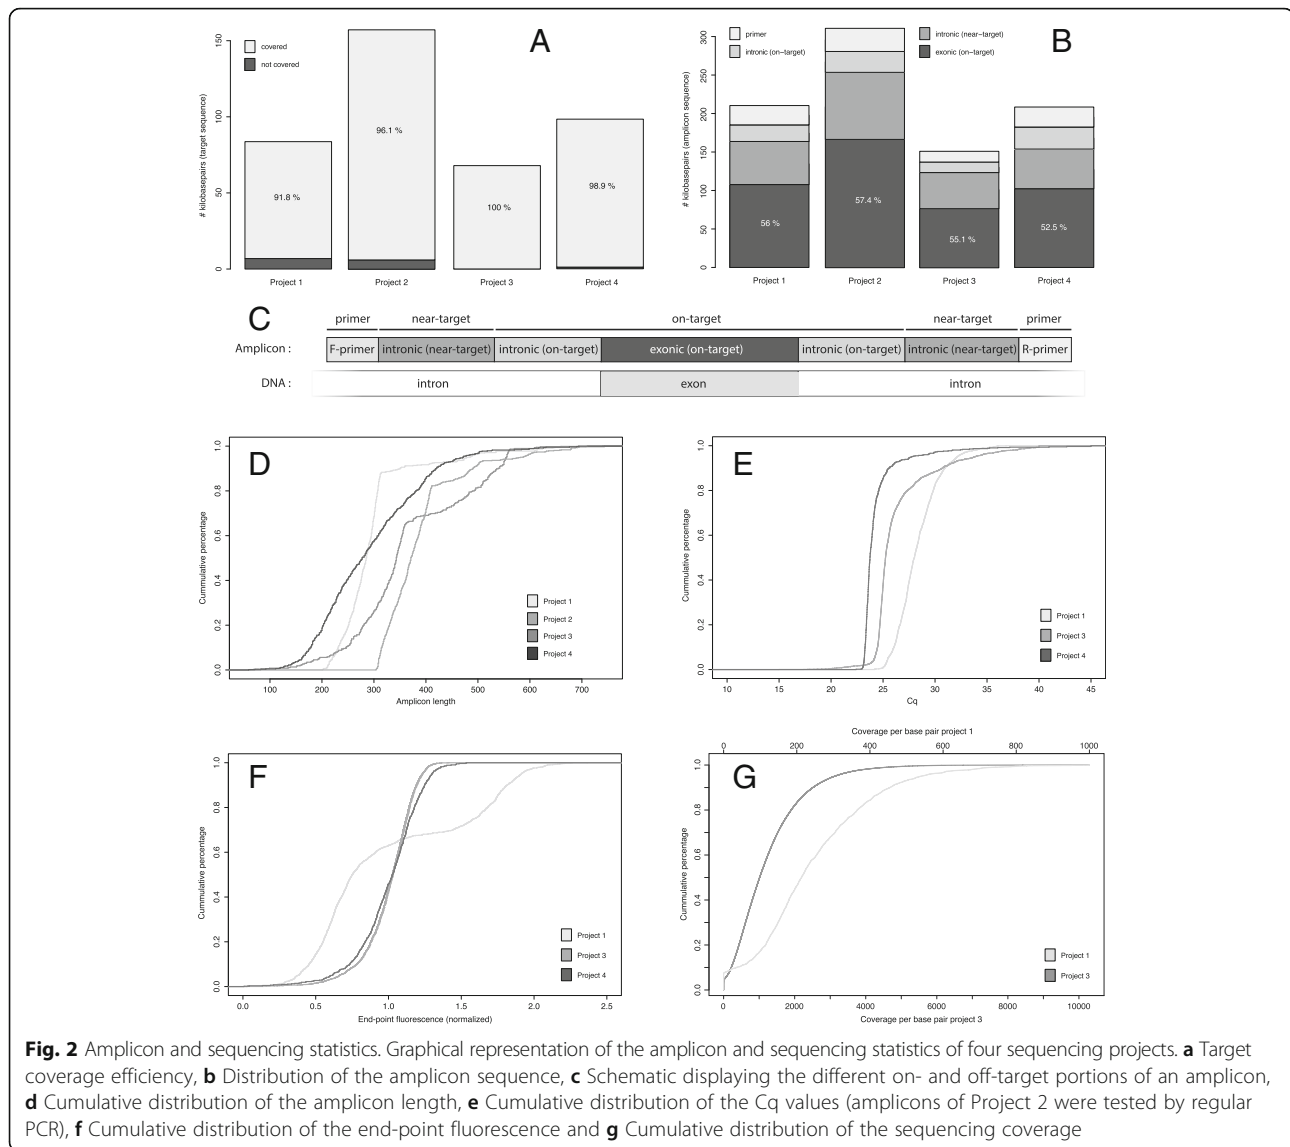 A
covered
not covered
# kilobasepairs (target sequence)
0
50
100
150
91.8 %
96.1 %
100 %
98.9 %
Project 1
Project 2
Project 3
Project 4
B
primer
intronic (on-target)
intronic (near-target)
exonic (on-target)
# kilobasepairs (amplicon sequence)
0
50
100
150
200
250
300
56 %
57.4 %
55.1 %
52.5 %
Project 1
Project 2
Project 3
Project 4
C
primer near-target on-target near-target primer
Amplicon : F-primer intronic (near-target) intronic (on-target) exonic (on-target) intronic (on-target) intronic (near-target) R-primer
DNA : intron exon intron
D
Cummulative percentage
0.0 0.2 0.4 0.6 0.8 1.0
Project 1
Project 2
Project 3
Project 4
100 200 300 400 500 600 700
Amplicon length
E
Cummulative percentage
0.0 0.2 0.4 0.6 0.8 1.0
Project 1
Project 3
Project 4
10 15 20 25 30 35 40 45
Cq
F
Cummulative percentage
0.0 0.2 0.4 0.6 0.8 1.0
Project 1
Project 3
Project 4
0.0 0.5 1.0 1.5 2.0 2.5
End-point fluorescence (normalized)
Coverage per base pair project 1
0 200 400 600 800 1000
G
Cummulative percentage
0.0 0.2 0.4 0.6 0.8 1.0
Project 1
Project 3
0 2000 4000 6000 8000 10000
Coverage per base pair project 3
Fig. 2 Amplicon and sequencing statistics. Graphical representation of the amplicon and sequencing statistics of four sequencing projects. a Target
coverage efficiency, b Distribution of the amplicon sequence, c Schematic displaying the different on- and off-target portions of an amplicon,
d Cumulative distribution of the amplicon length, e Cumulative distribution of the Cq values (amplicons of Project 2 were tested by regular
PCR), f Cumulative distribution of the end-point fluorescence and g Cumulative distribution of the sequencing coverage